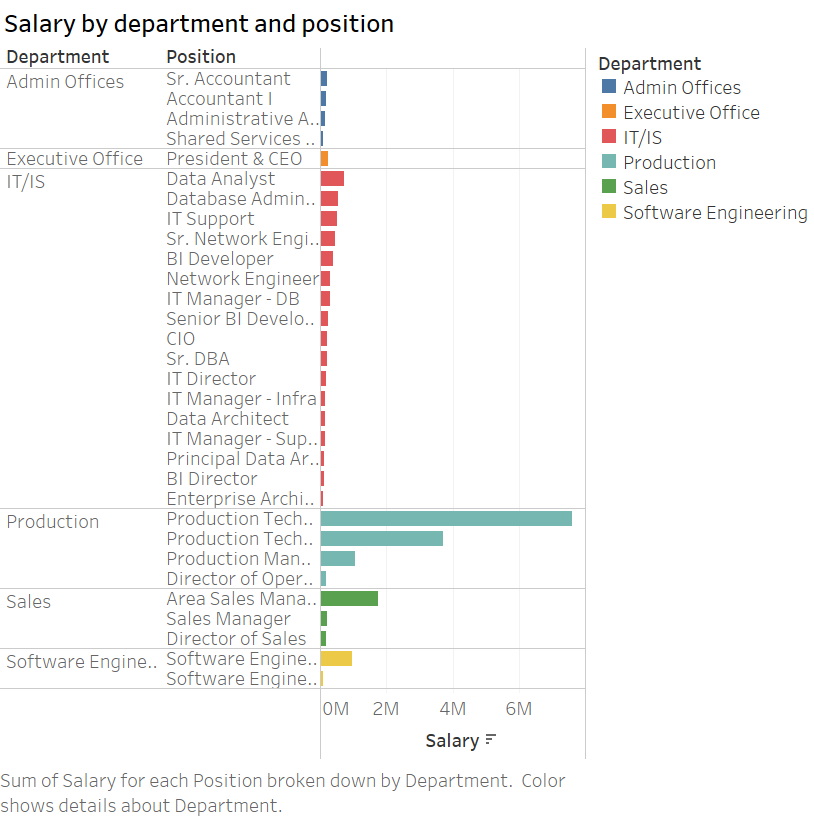 Salary by department and position
Department Position
Admin Offices Sr. Accountant
Accountant I
Administrative A..
Shared Services ..
Executive Office President & CEO
IT/IS Data Analyst
Database Admin..
IT Support
Sr. Network Engi..
BI Developer
Network Engineer
IT Manager - DB
Senior BI Develo..
CIO
Sr. DBA
IT Director
IT Manager - Infra
Data Architect
IT Manager - Sup..
Principal Data Ar..
BI Director
Enterprise Archi..
Production Production Tech..
Production Tech..
Production Man..
Director of Oper..
Sales Area Sales Mana..
Sales Manager
Director of Sales
Software Engine.. Software Engine..
Software Engine..
0M 2M 4M 6M
Salary
Department
Admin Offices
Executive Office
IT/IS
Production
Sales
Software Engineering
Sum of Salary for each Position broken down by Department. Color
shows details about Department.